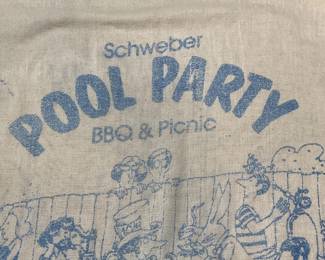 Schweber
POOL PARTY
BBQ & Picnic